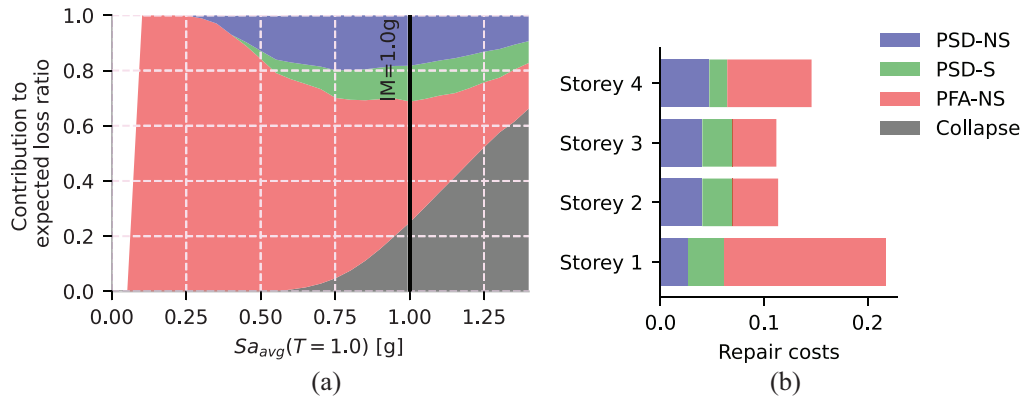 Contribution to
expected loss ratio
1.0
0.8
0.6
0.4
0.2
0.0
IM=1.0g
0.00 0.25 0.50 0.75 1.00 1.25
Sa_avg(T = 1.0) [g]
(a)
Storey 4
Storey 3
Storey 2
Storey 1
0.0 0.1 0.2
Repair costs
(b)
PSD-NS
PSD-S
PFA-NS
Collapse